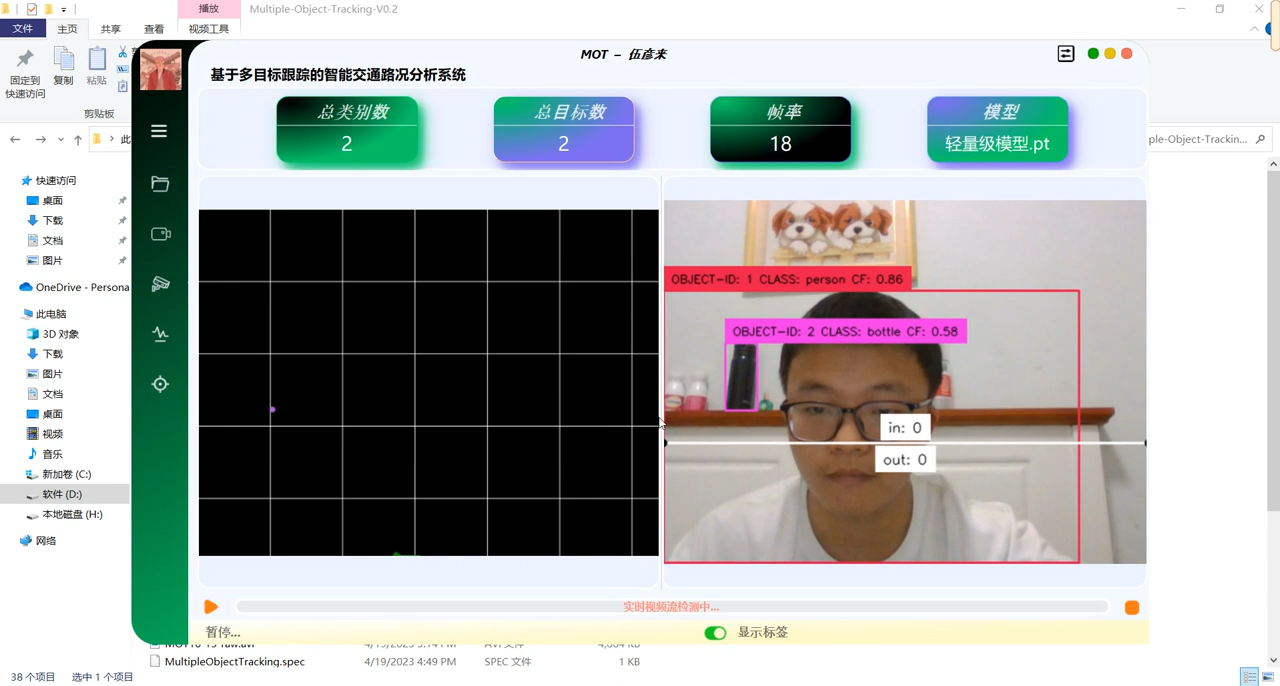 播放
Multiple-Object-Tracking-V0.2
文件
主页
共享
查看
视频工具
固定到
快速访问
复制
粘贴
剪贴板
此
ple-Object-Trackin...
快速访问
桌面
下载
文档
图片
OneDrive - Persona
此电脑
3D 对象
下载
图片
文档
桌面
视频
音乐
新加卷 (C:)
软件 (D:)
本地磁盘 (H:)
网络
MOT - 伍彦来
基于多目标跟踪的智能交通路况分析系统
总类别数
2
总目标数
2
帧率
18
模型
轻量级模型.pt
OBJECT-ID: 1 CLASS: person CF: 0.86
OBJECT-ID: 2 CLASS: bottle CF: 0.58
in: 0
out: 0
实时视频流检测中...
暂停...
显示标签
MultipleObjectTracking.spec
4/19/2023 4:49 PM
SPEC 文件
1 KB
38 个项目
选中 1 个项目